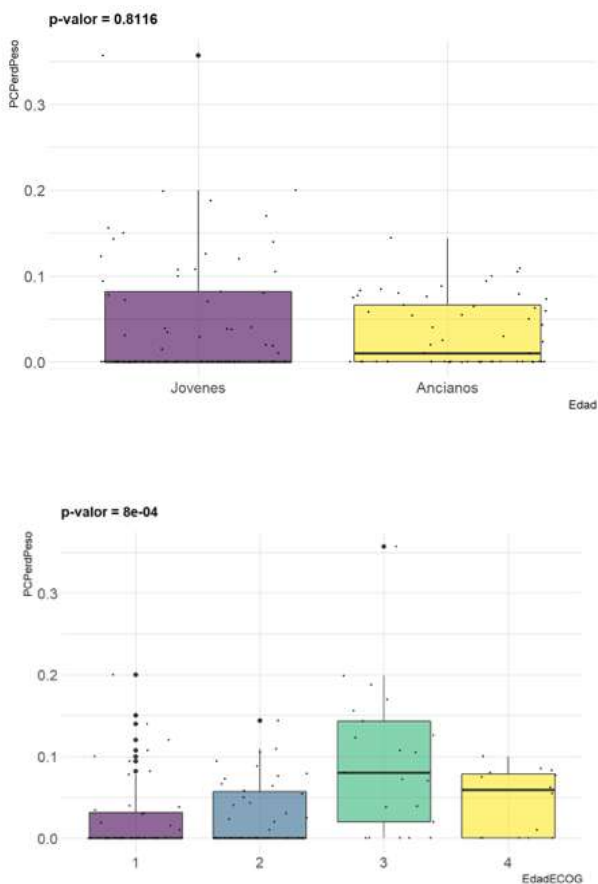 p-valor = 0.8116
PCPerdPeso
0.3
0.2
0.1
0.0
Jovenes Ancianos
Edad
p-valor = 8e-04
PCPerdPeso
0.3
0.2
0.1
0.0
1 2 3 4
EdadECOG